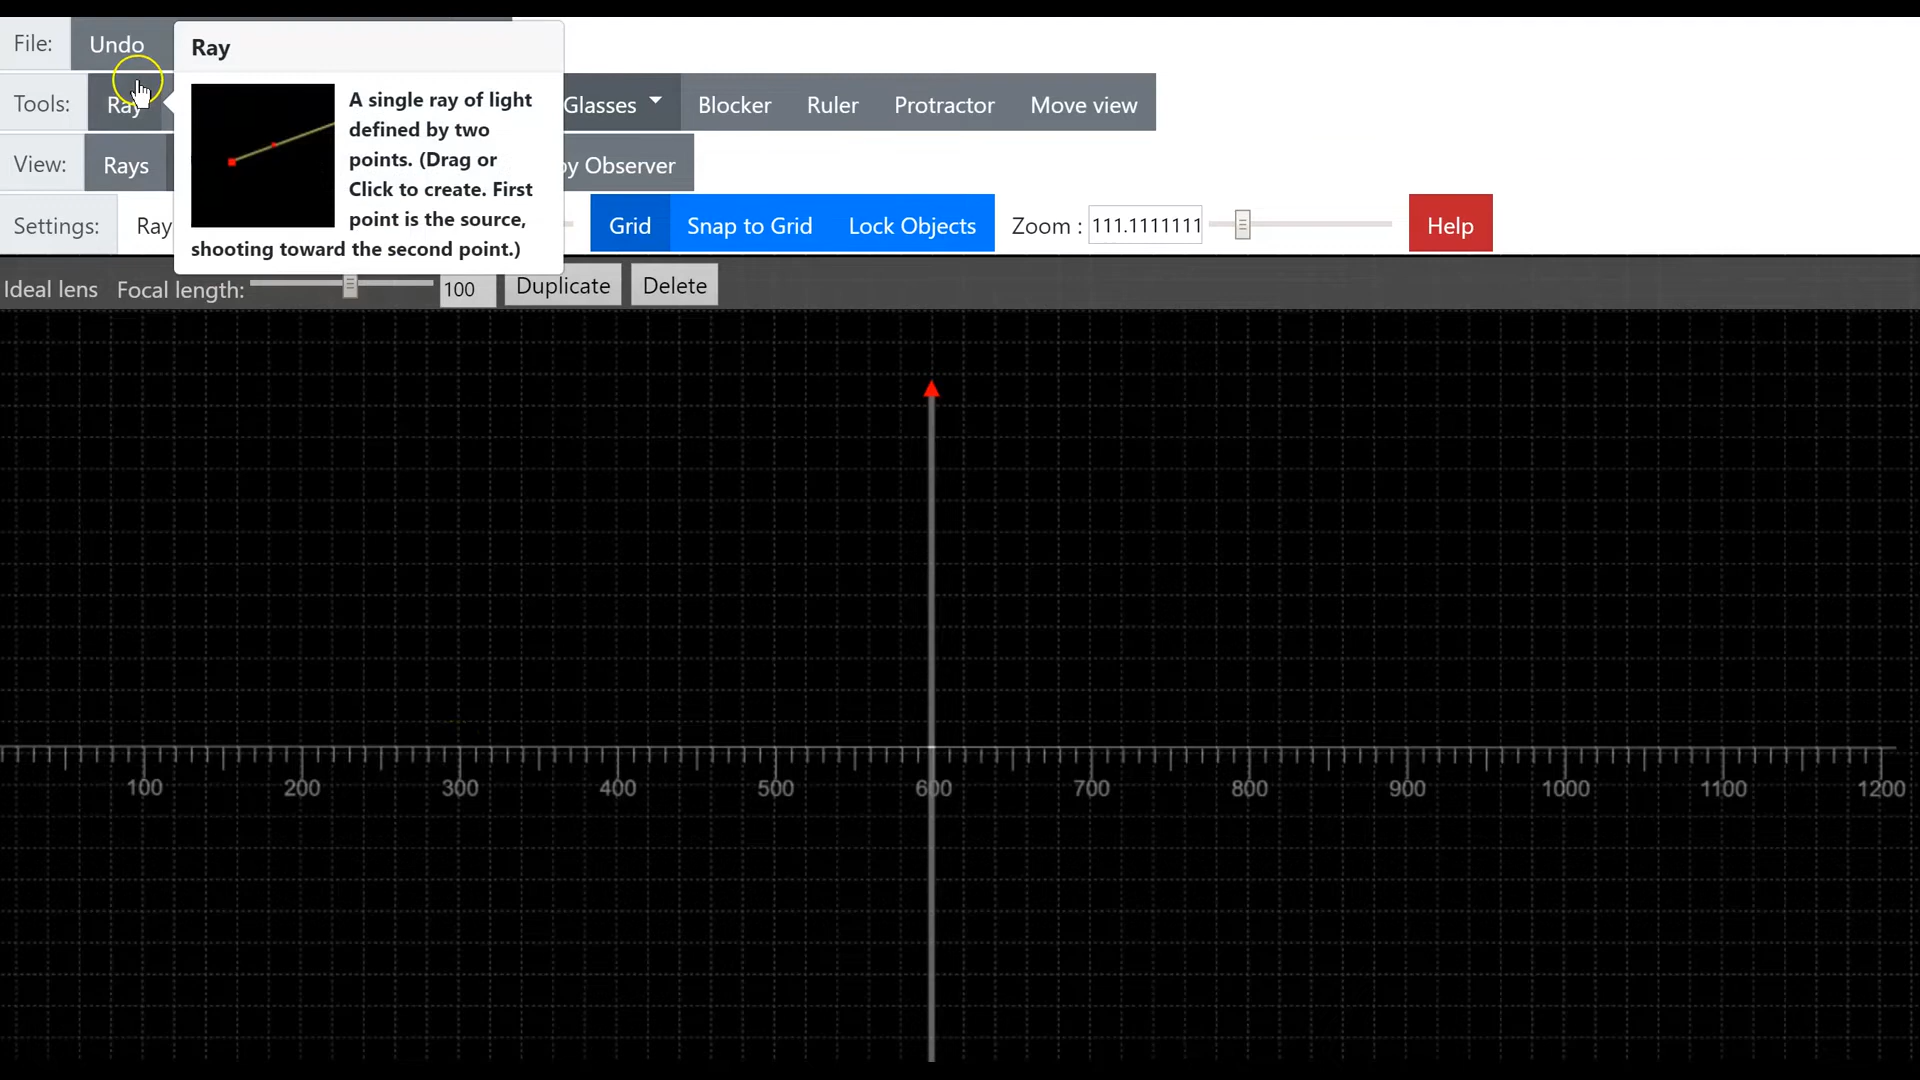 File: Undo
Ray
A single ray of light
defined by two
points. (Drag or
Click to create. First
point is the source,
shooting toward the second point.)
Tools: Ray Glasses Blocker Ruler Protractor Move view
View: Rays by Observer
Settings: Ray Grid Snap to Grid Lock Objects Zoom : 111.1111111 Help
Ideal lens Focal length: 100 Duplicate Delete
100 200 300 400 500 600 700 800 900 1000 1100 1200